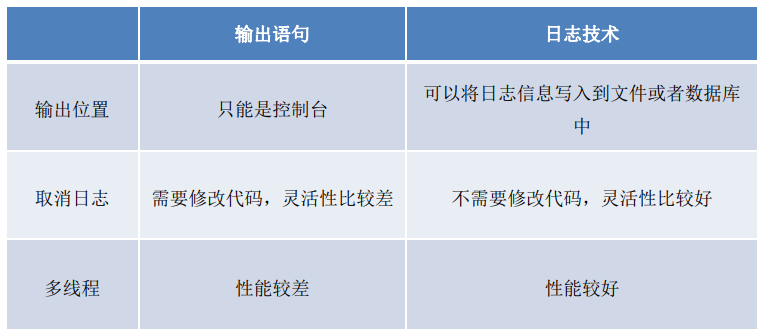 输出语句 日志技术
输出位置 只能是控制台 可以将日志信息写入到文件或者数据库
中
取消日志 需要修改代码，灵活性比较差 不需要修改代码，灵活性比较好
多线程 性能较差 性能较好